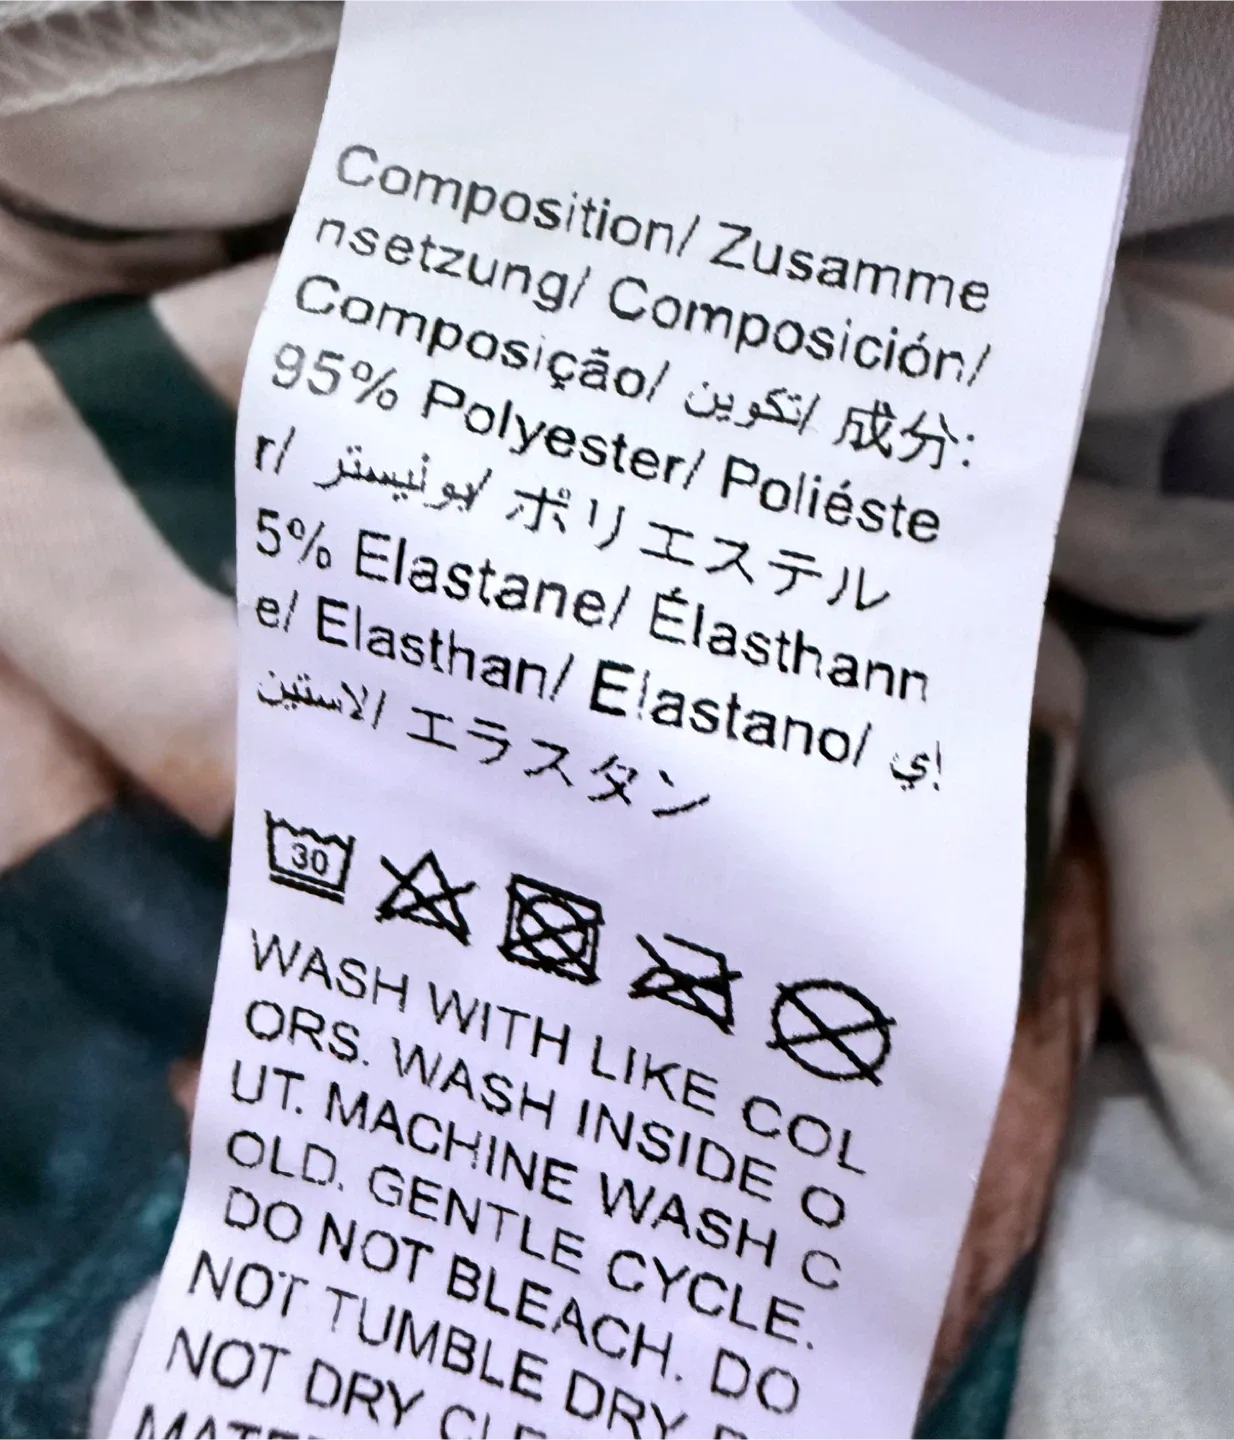 Composition/ Zusamme
nsetzung/ Composición/
Composição/ تكوين/ 成分:
95% Polyester/ Poliéste
r/ بوليستر/ ポリエステル
5% Elastane/ Élasthann
e/ Elasthan/ Elastano/ إي
لاستين/ エラスタン
30
WASH WITH LIKE COL
ORS. WASH INSIDE O
UT. MACHINE WASH C
OLD. GENTLE CYCLE.
DO NOT BLEACH. DO
NOT TUMBLE DRY.
NOT DRY